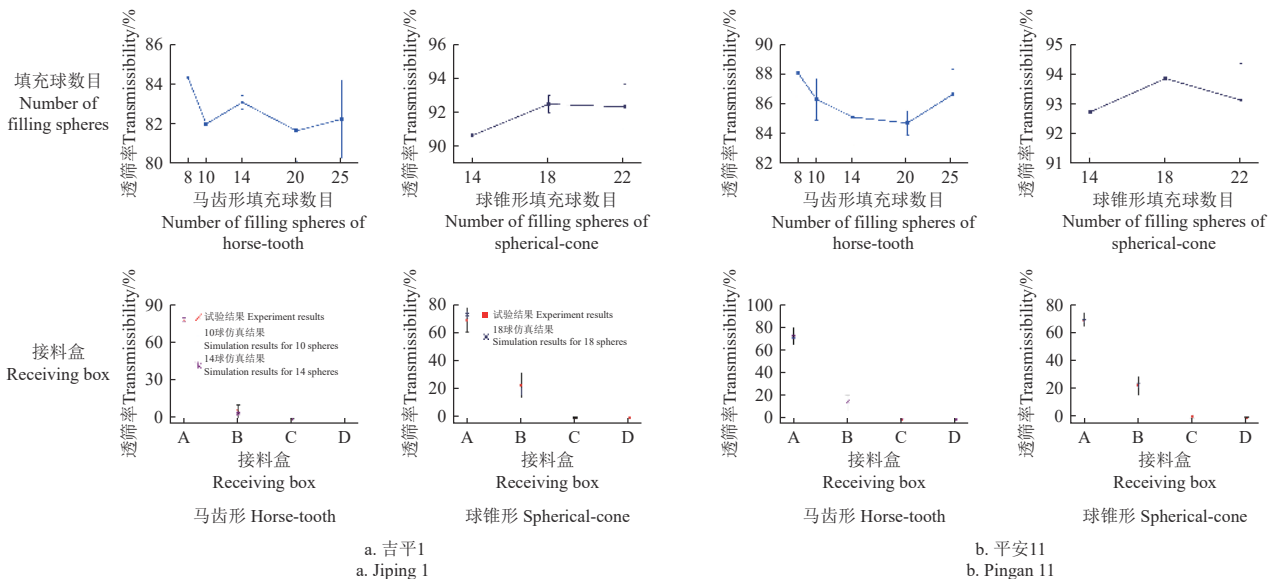 填充球数目
Number of
filling spheres
透筛率Transmissibility/%
86
84
82
80
8 10 14 20 25
马齿形填充球数目
Number of filling spheres of
horse-tooth
透筛率Transmissibility/%
96
94
92
90
14 18 22
球锥形填充球数目
Number of filling spheres of
spherical-cone
透筛率Transmissibility/%
90
88
86
84
82
8 10 14 20 25
马齿形填充球数目
Number of filling spheres of
horse-tooth
透筛率Transmissibility/%
95
94
93
92
91
14 18 22
球锥形填充球数目
Number of filling spheres of
spherical-cone
接料盒
Receiving box
透筛率Transmissibility/%
90
60
30
0
试验结果 Experiment results
10球仿真结果
Simulation results for 10 spheres
14球仿真结果
Simulation results for 14 spheres
A B C D
接料盒
Receiving box
马齿形 Horse-tooth
透筛率Transmissibility/%
80
60
40
20
0
试验结果 Experiment results
18球仿真结果
Simulation results for 18 spheres
A B C D
接料盒
Receiving box
球锥形 Spherical-cone
透筛率Transmissibility/%
100
80
60
40
20
0
A B C D
接料盒
Receiving box
马齿形 Horse-tooth
透筛率Transmissibility/%
80
60
40
20
0
A B C D
接料盒
Receiving box
球锥形 Spherical-cone
a. 吉平1
a. Jiping 1
b. 平安11
b. Pingan 11